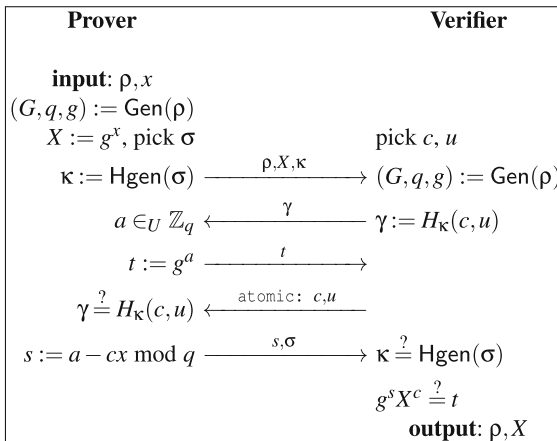 Prover Verifier
input: ρ, x
(G, q, g) := Gen(ρ)
X := g^x, pick σ pick c, u
κ := Hgen(σ) ρ,X,κ (G, q, g) := Gen(ρ)
a ∈_U ℤ_q γ γ := H_κ(c, u)
t := g^a t
γ ≟ H_κ(c, u) atomic: c,u
s := a − cx mod q s,σ κ ≟ Hgen(σ)
g^s X^c ≟ t
output: ρ, X